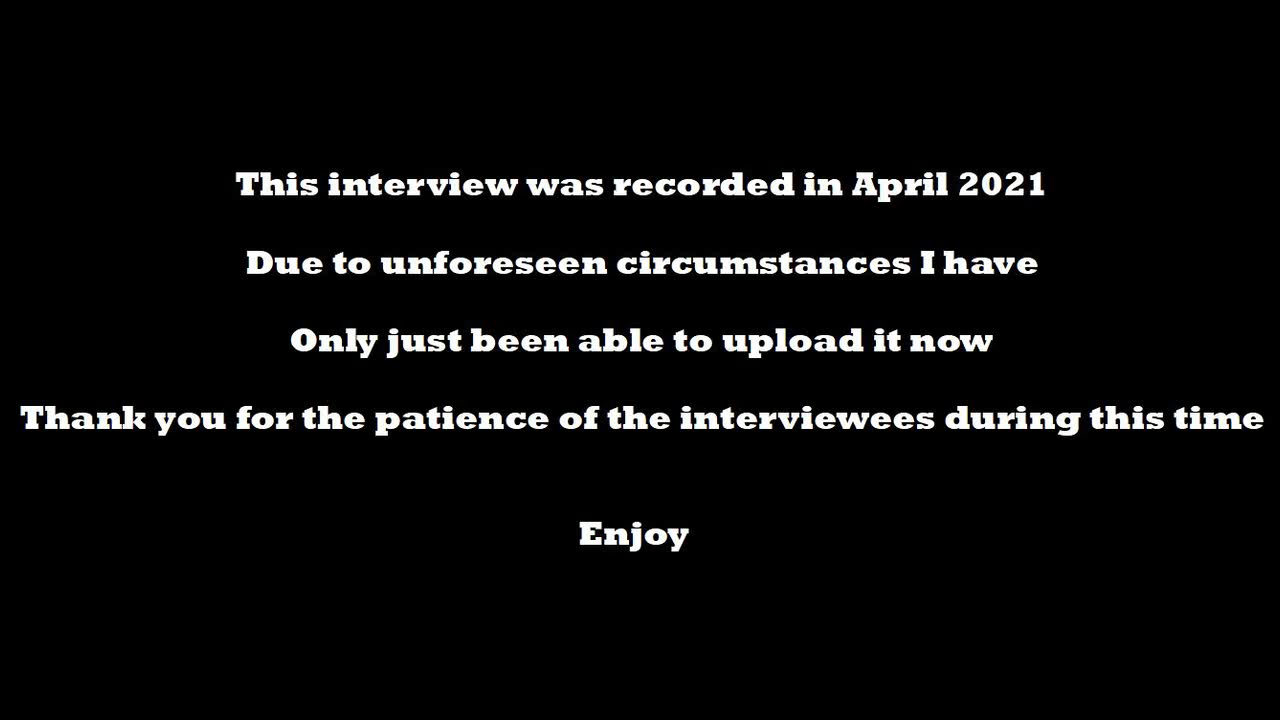 This interview was recorded in April 2021
Due to unforeseen circumstances I have
Only just been able to upload it now
Thank you for the patience of the interviewees during this time
Enjoy